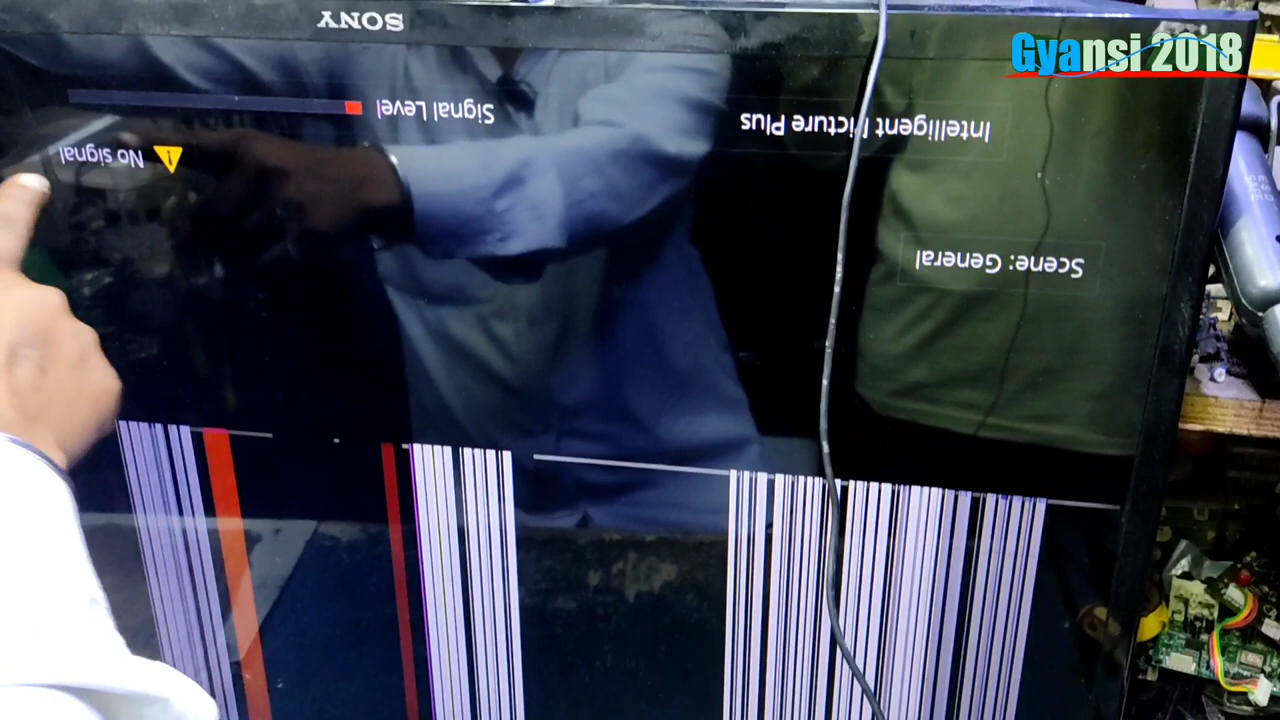 SONY
Gyansi 2018
Signal Level
Intelligent Picture Plus
No signal
Scene: General